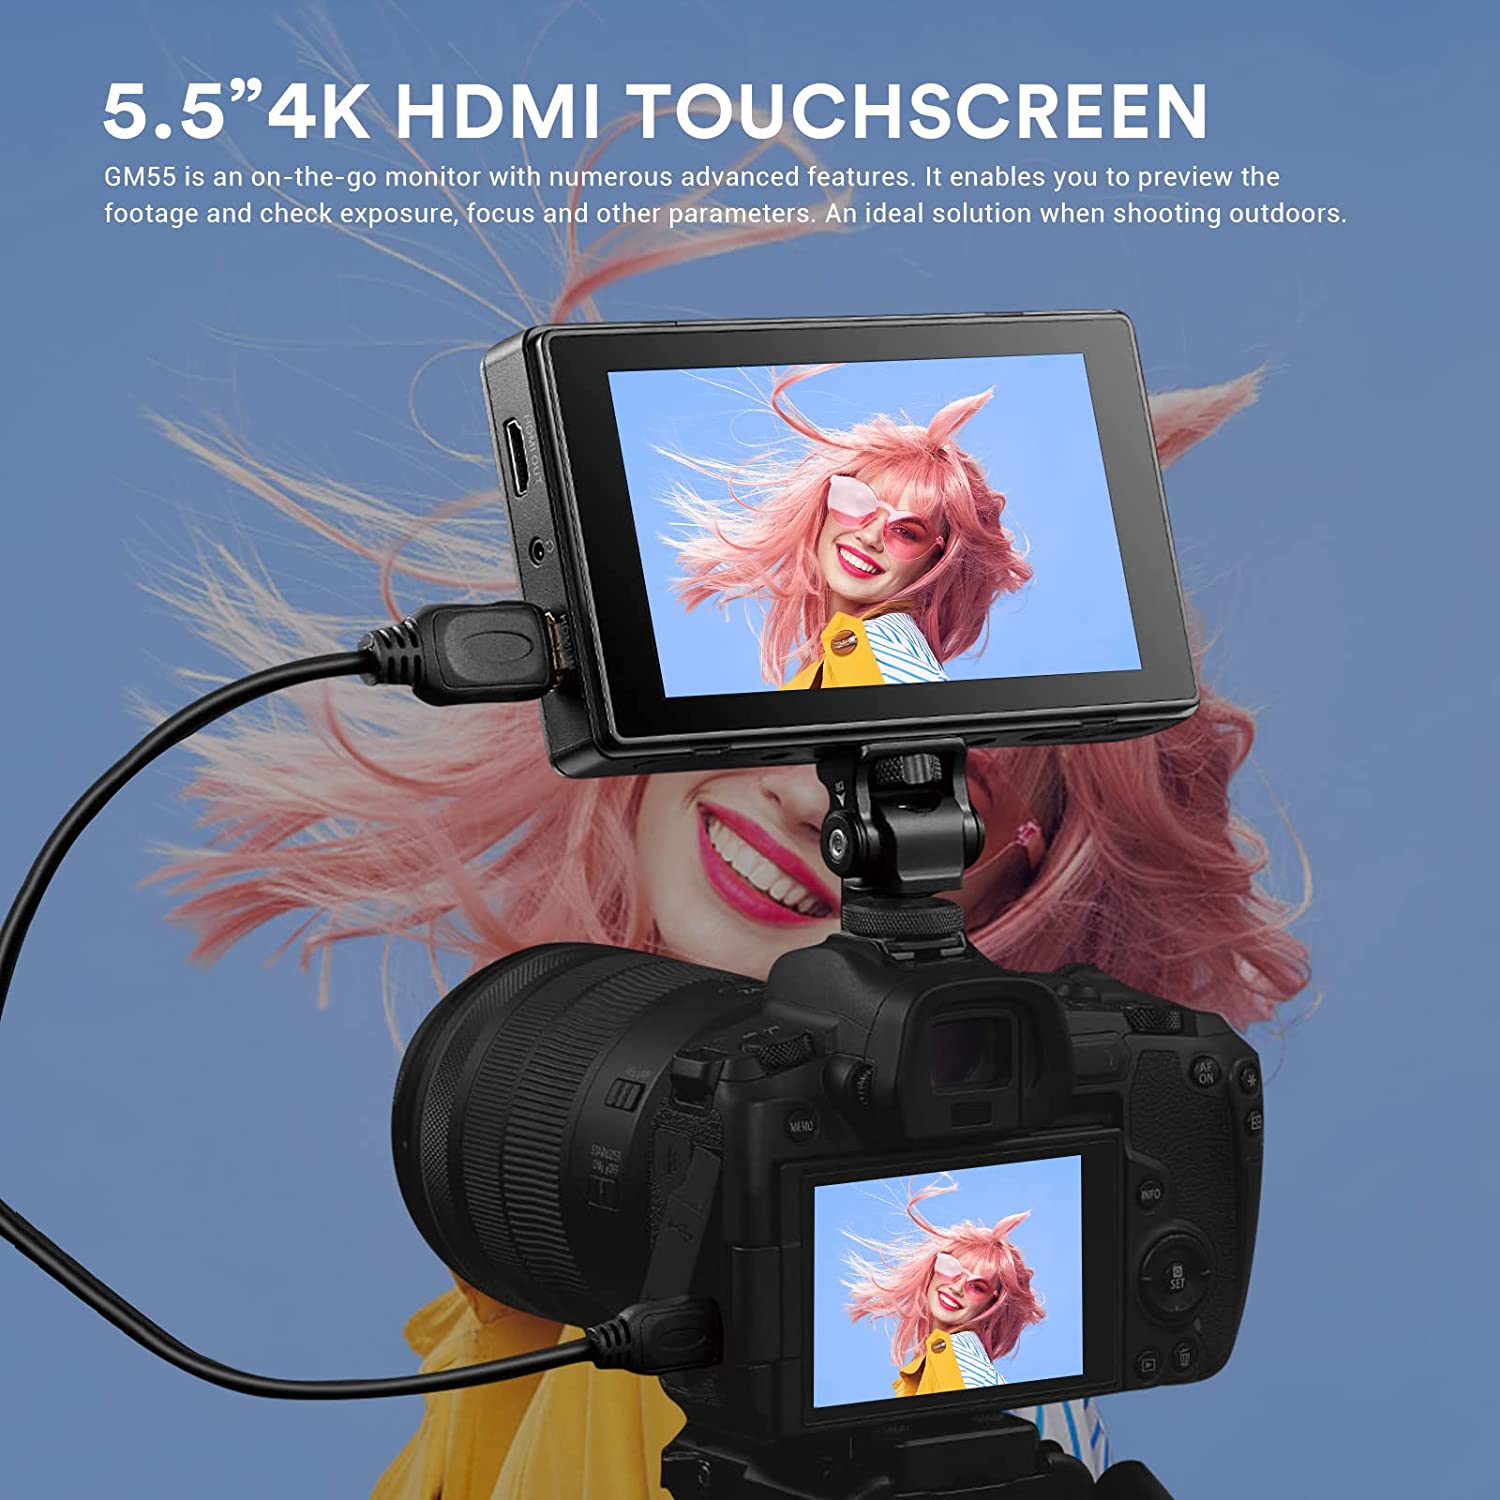 5.5”4K HDMI TOUCHSCREEN
GM55 is an on-the-go monitor with numerous advanced features. It enables you to preview the
footage and check exposure, focus and other parameters. An ideal solution when shooting outdoors.
HDMI OUT
AF
ON
MENU
INFO
SET